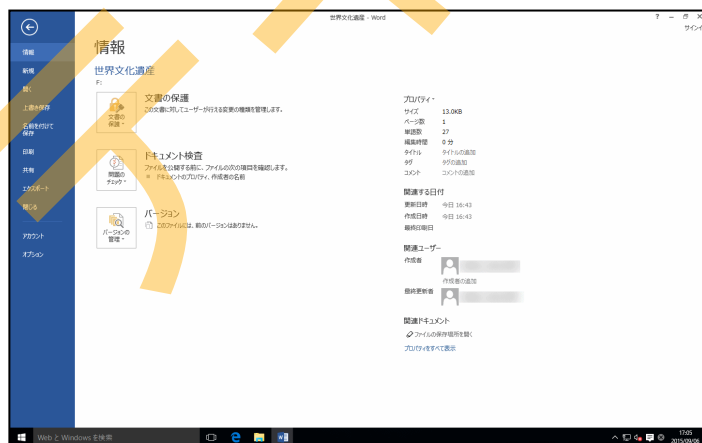 世界文化遺産 - Word
?
サインイ
情報
新規
開く
上書き保存
名前を付けて
保存
印刷
共有
エクスポート
閉じる
アカウント
オプション
情報
世界文化遺産
F:
文書の
保護
文書の保護
この文書に対してユーザーが行える変更の種類を管理します。
問題の
チェック
ドキュメント検査
ファイルを公開する前に、ファイルの次の項目を確認します。
ドキュメントのプロパティ、作成者の名前
バージョンの
管理
バージョン
このファイルには、前のバージョンはありません。
プロパティ
サイズ 13.0KB
ページ数 1
単語数 27
編集時間 0 分
タイトル タイトルの追加
タグ タグの追加
コメント コメントの追加
関連する日付
更新日時 今日 16:43
作成日時 今日 16:43
最終印刷日
関連ユーザー
作成者
作成者の追加
最終更新者
関連ドキュメント
ファイルの保存場所を開く
プロパティをすべて表示
Web と Windows を検索
17:05
2015/09/06